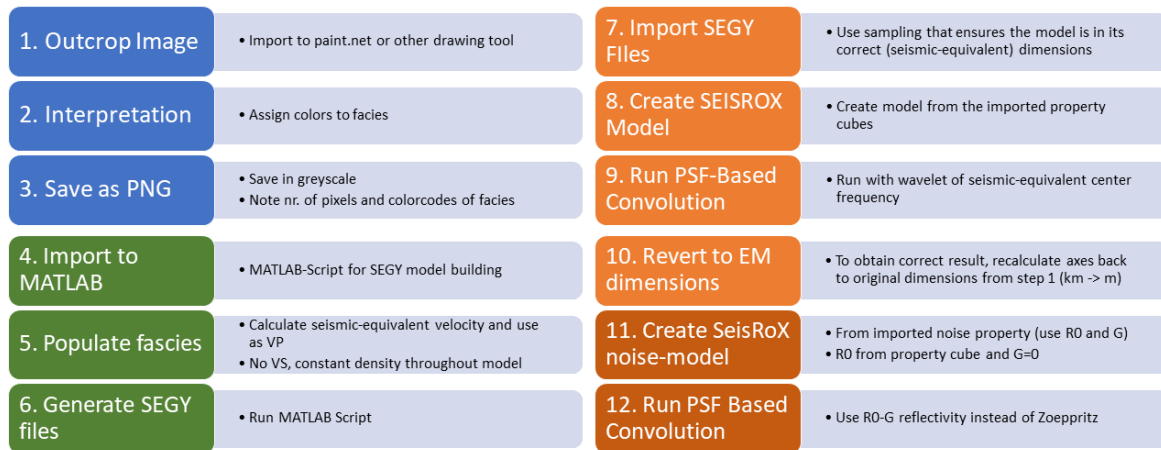 1. Outcrop Image
• Import to paint.net or other drawing tool
2. Interpretation
• Assign colors to facies
3. Save as PNG
• Save in greyscale
• Note nr. of pixels and colorcodes of facies
4. Import to
MATLAB
• MATLAB-Script for SEGY model building
5. Populate fascies
• Calculate seismic-equivalent velocity and use
as VP
• No VS, constant density throughout model
6. Generate SEGY
files
• Run MATLAB Script
7. Import SEGY
FIles
• Use sampling that ensures the model is in its
correct (seismic-equivalent) dimensions
8. Create SEISROX
Model
• Create model from the imported property
cubes
9. Run PSF-Based
Convolution
• Run with wavelet of seismic-equivalent center
frequency
10. Revert to EM
dimensions
• To obtain correct result, recalculate axes back
to original dimensions from step 1 (km -> m)
11. Create SeisRoX
noise-model
• From imported noise property (use R0 and G)
• R0 from property cube and G=0
12. Run PSF Based
Convolution
• Use R0-G reflectivity instead of Zoeppritz